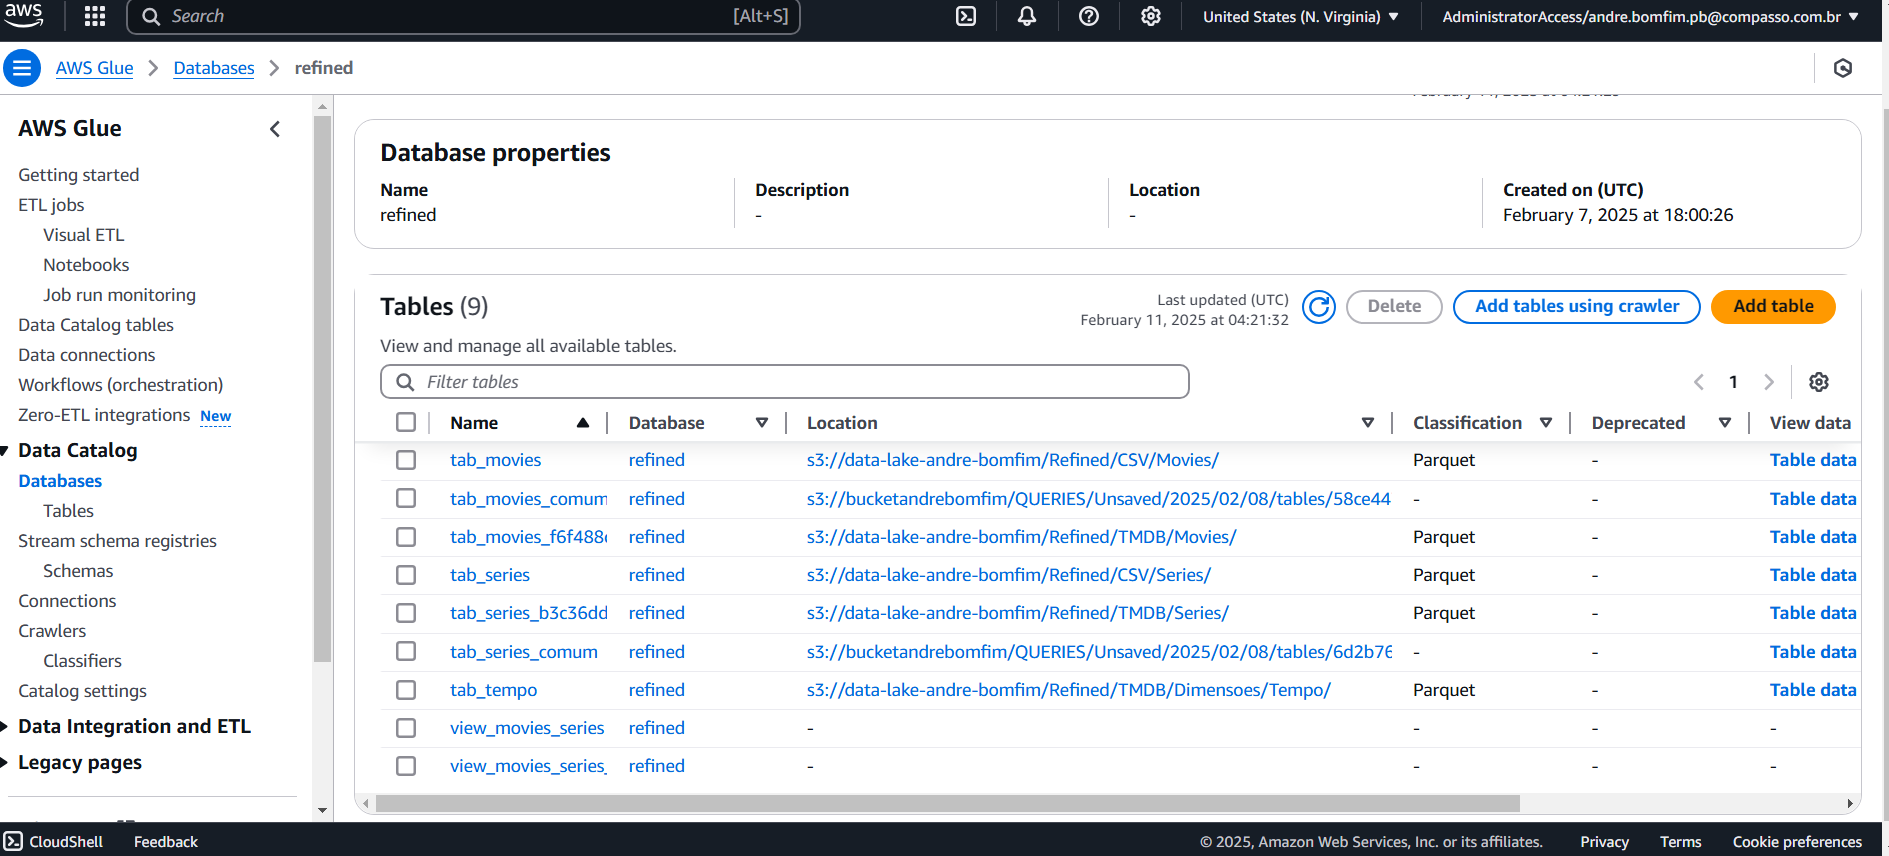 aws
Search
[Alt+S]
United States (N. Virginia)
AdministratorAccess/andre.bomfim.pb@compasso.com.br
AWS Glue
Databases
refined
AWS Glue
Getting started
ETL jobs
Visual ETL
Notebooks
Job run monitoring
Data Catalog tables
Data connections
Workflows (orchestration)
Zero-ETL integrations New
Data Catalog
Databases
Tables
Stream schema registries
Schemas
Connections
Crawlers
Classifiers
Catalog settings
Data Integration and ETL
Legacy pages
Database properties
Name Description Location Created on (UTC)
refined - - February 7, 2025 at 18:00:26
Tables (9)
Last updated (UTC)
February 11, 2025 at 04:21:32
Delete
Add tables using crawler
Add table
View and manage all available tables.
Filter tables
1
Name Database Location Classification Deprecated View data
tab_movies refined s3://data-lake-andre-bomfim/Refined/CSV/Movies/ Parquet - Table data
tab_movies_comum refined s3://bucketandrebomfim/QUERIES/Unsaved/2025/02/08/tables/58ce44 - - Table data
tab_movies_f6f488 refined s3://data-lake-andre-bomfim/Refined/TMDB/Movies/ Parquet - Table data
tab_series refined s3://data-lake-andre-bomfim/Refined/CSV/Series/ Parquet - Table data
tab_series_b3c36dd refined s3://data-lake-andre-bomfim/Refined/TMDB/Series/ Parquet - Table data
tab_series_comum refined s3://bucketandrebomfim/QUERIES/Unsaved/2025/02/08/tables/6d2b76 - - Table data
tab_tempo refined s3://data-lake-andre-bomfim/Refined/TMDB/Dimensoes/Tempo/ Parquet - Table data
view_movies_series refined - - - -
view_movies_series_ refined - - - -
CloudShell Feedback © 2025, Amazon Web Services, Inc. or its affiliates. Privacy Terms Cookie preferences